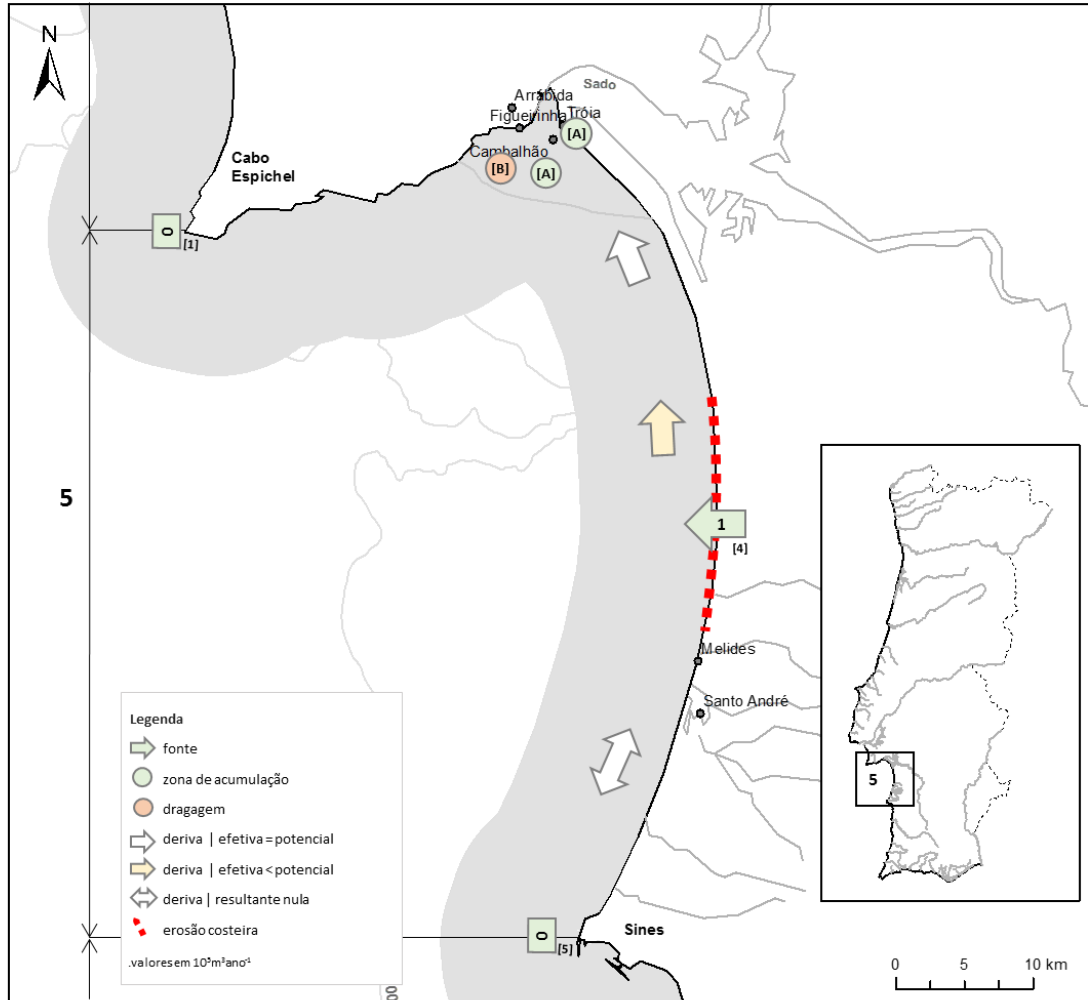 N
Sado
Arrábida
Figueirinha
Tróia
[A]
Cambalhão
[B]
[A]
Cabo
Espichel
0
[1]
5
1
[4]
Melides
Santo André
Legenda
fonte
zona de acumulação
dragagem
deriva | efetiva = potencial
deriva | efetiva < potencial
deriva | resultante nula
erosão costeira
.valores em 10⁵m³ano⁻¹
5
0
[5]
Sines
0 5 10 km